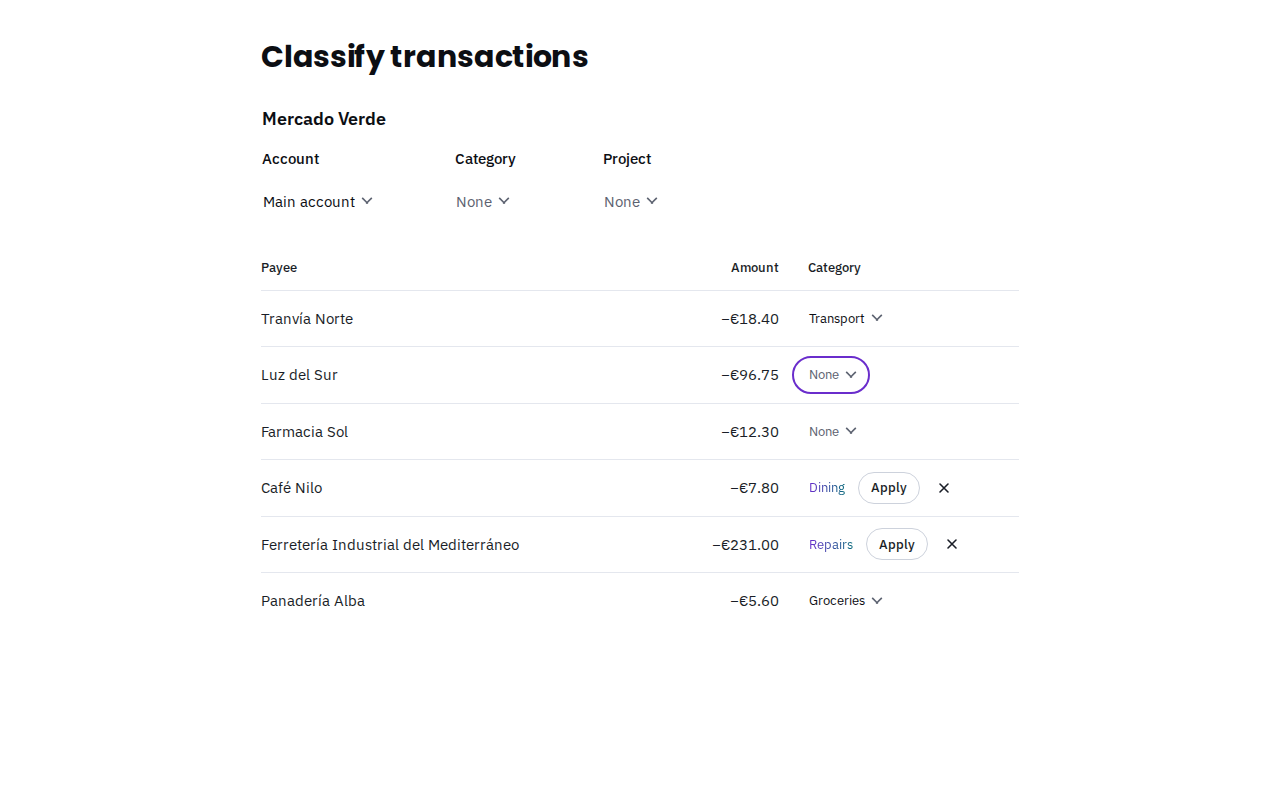 Classify transactions
Mercado Verde
Account Category Project
Main account None None
Payee Amount Category
Tranvía Norte −€18.40 Transport
Luz del Sur −€96.75 None
Farmacia Sol −€12.30 None
Café Nilo −€7.80 Dining Apply
Ferretería Industrial del Mediterráneo −€231.00 Repairs Apply
Panadería Alba −€5.60 Groceries